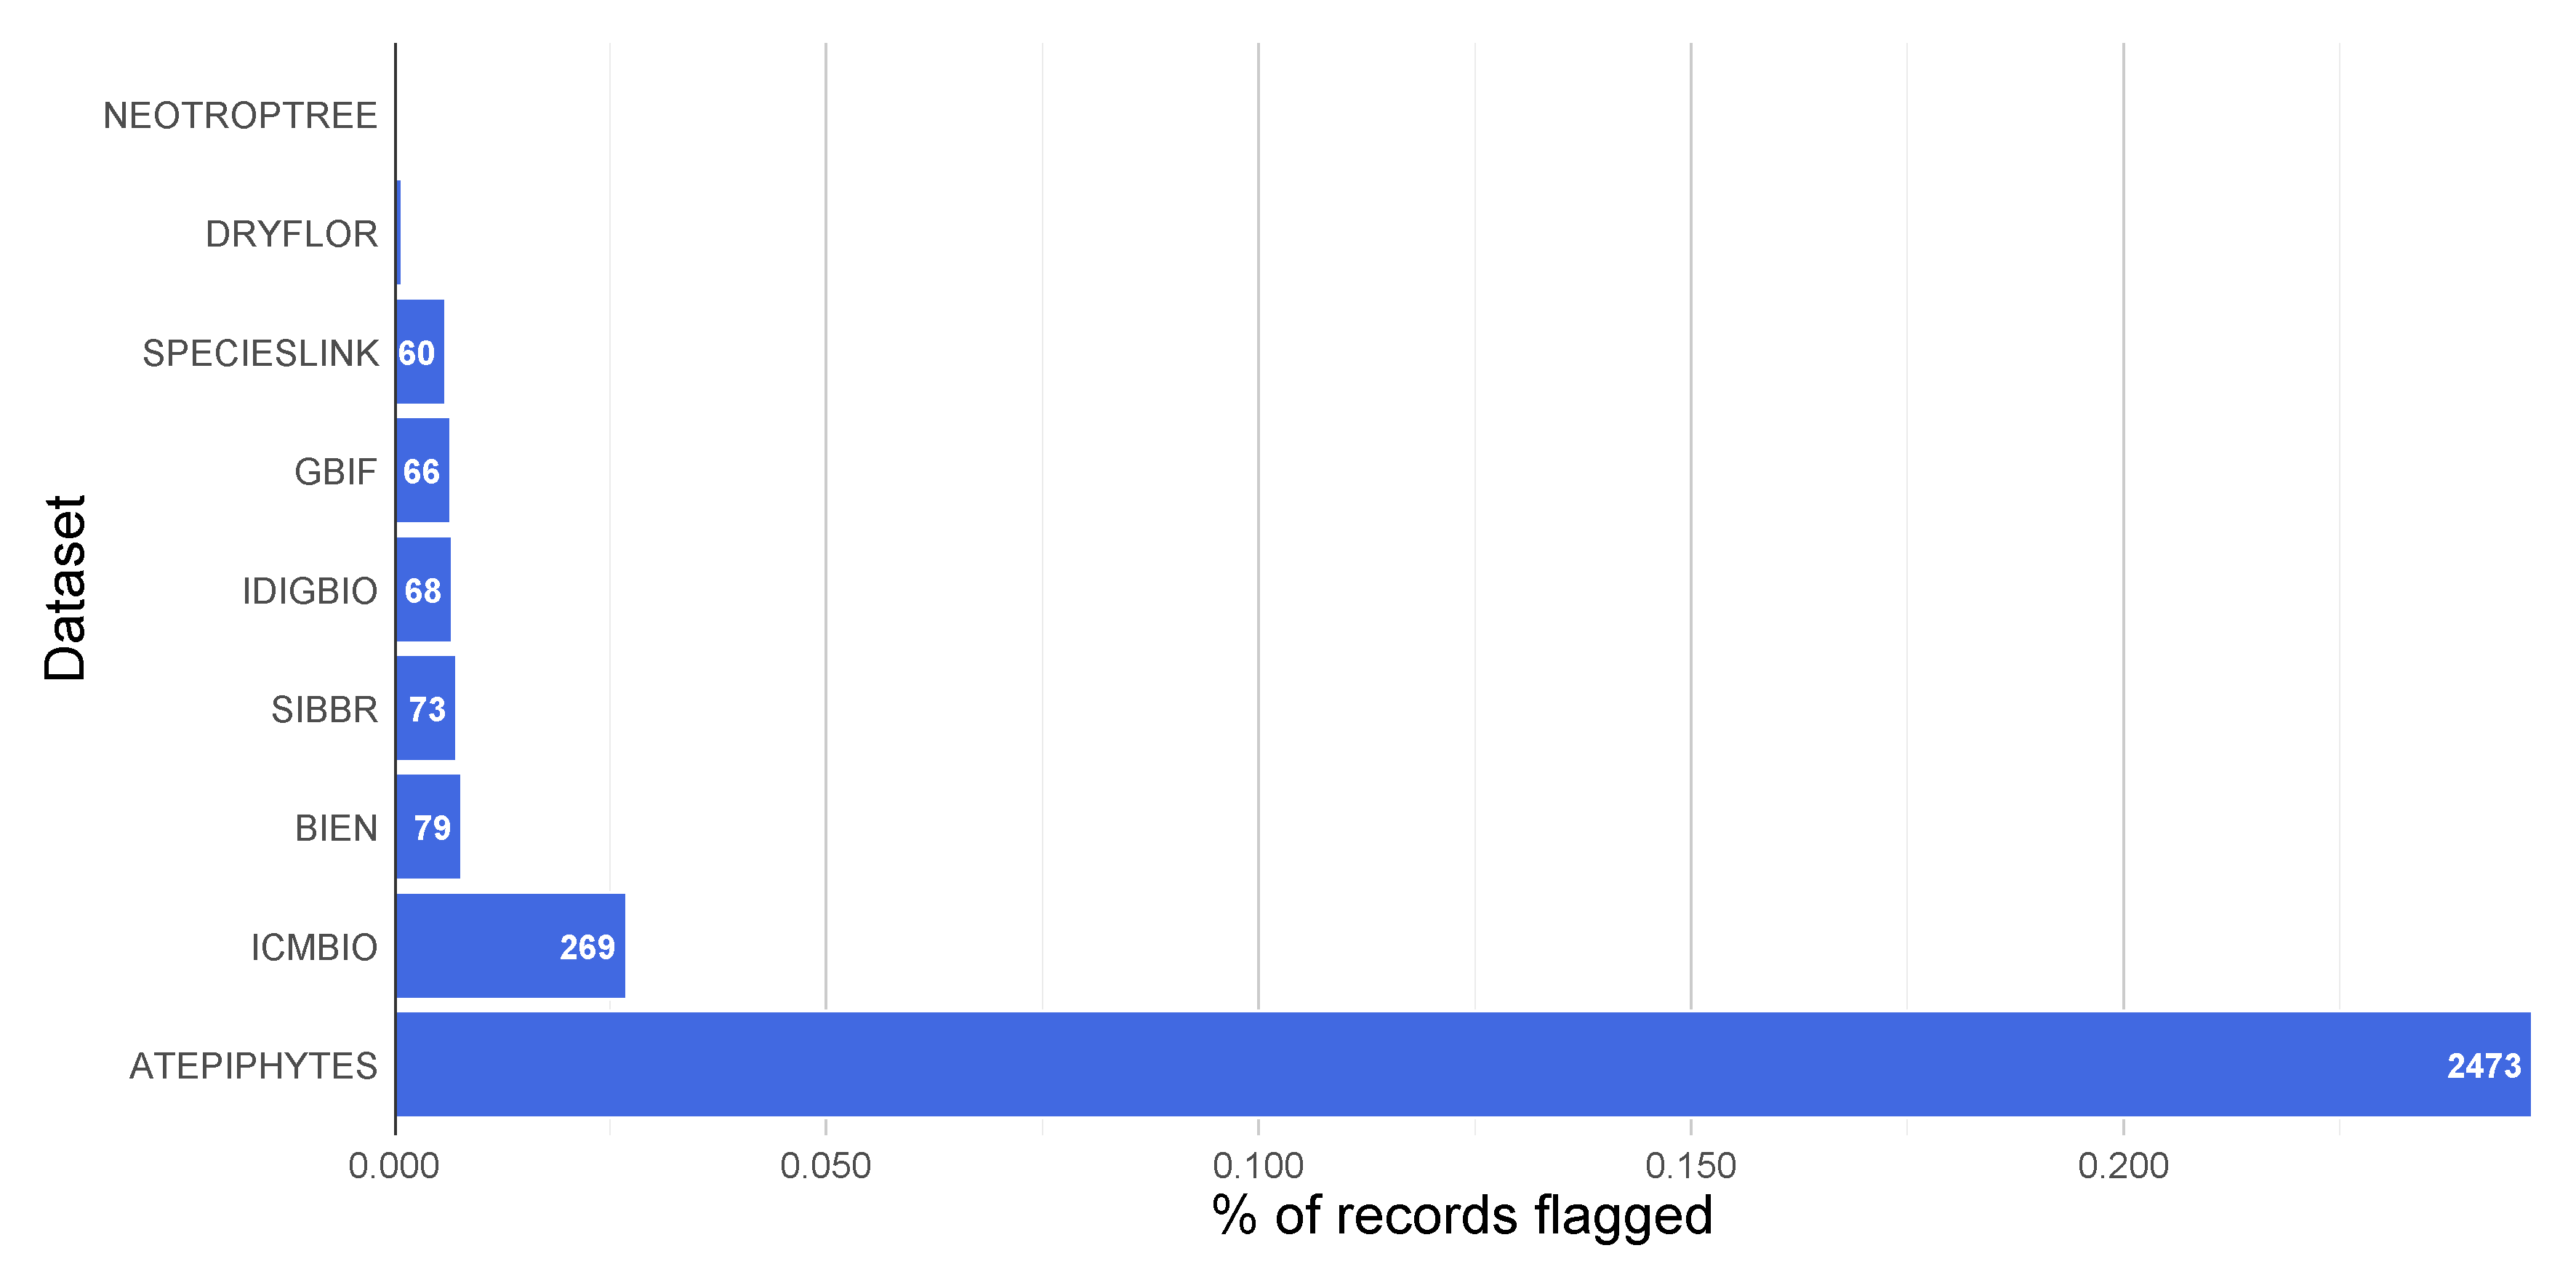 NEOTROPTREE
DRYFLOR
SPECIESLINK 60
GBIF 66
IDIGBIO 68
SIBBR 73
BIEN 79
ICMBIO 269
ATEPIPHYTES 2473
Dataset
0.000 0.050 0.100 0.150 0.200
% of records flagged